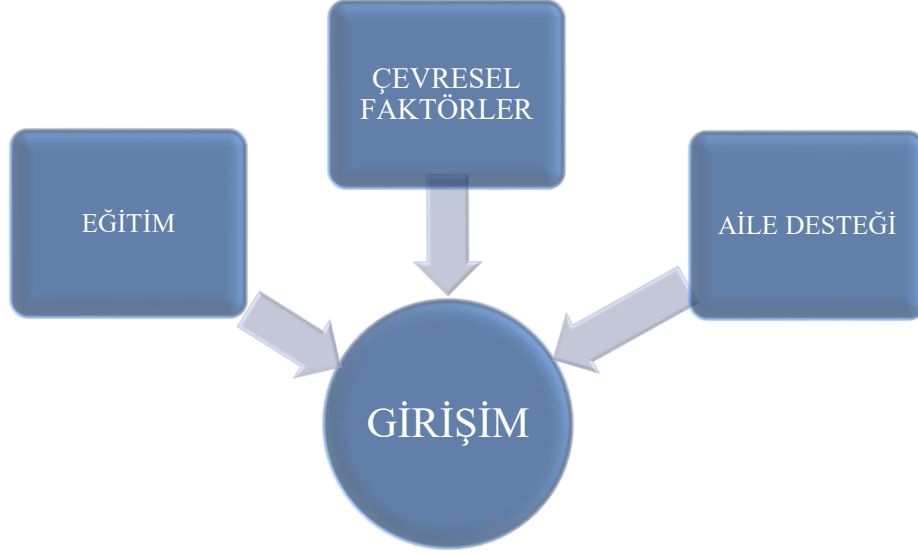 ÇEVRESEL
FAKTÖRLER
EĞİTİM
AİLE DESTEĞİ
GİRİŞİM